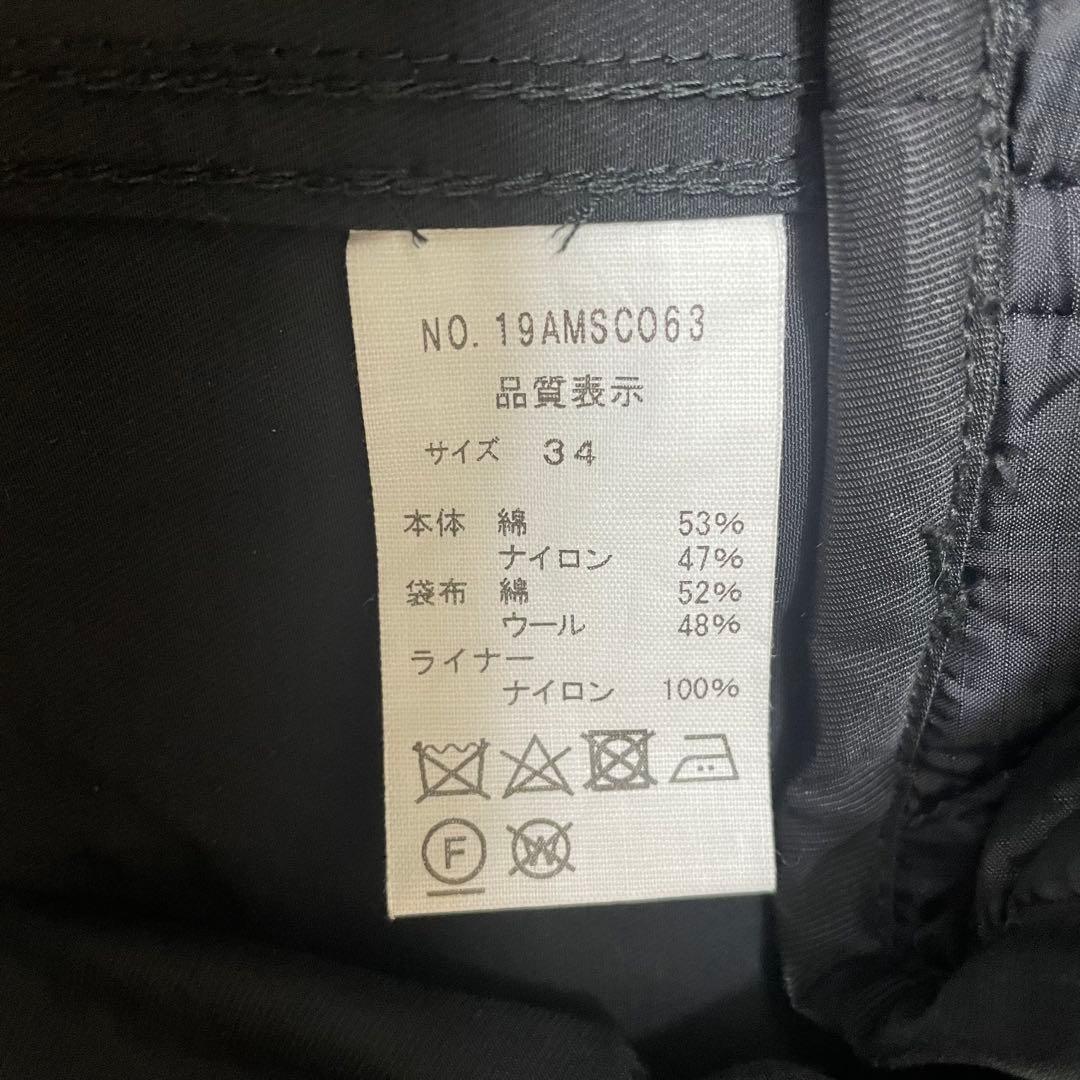 NO. 19AMSC063
品質表示
サイズ 34
本体 綿 53%
ナイロン 47%
袋布 綿 52%
ウール 48%
ライナー
ナイロン 100%
F W